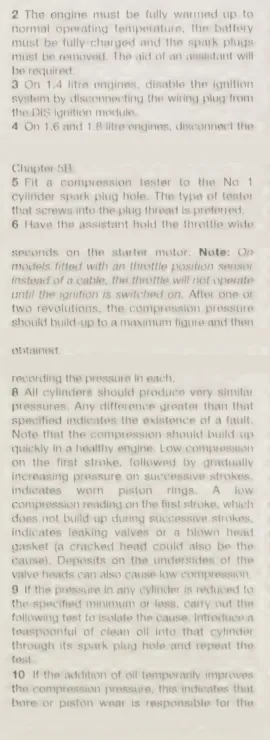 2 The engine must be fully warmed up to
normal operating temperature, the battery
must be fully charged and the spark plugs
must be removed. The aid of an assistant will
be required.
3 On 1.4 litre engines, disable the ignition
system by disconnecting the wiring plug from
the DIS ignition module.
4 On 1.6 and 1.8 litre engines, disconnect the
Chapter 5B.
5 Fit a compression tester to the No 1
cylinder spark plug hole. The type of tester
that screws into the plug thread is preferred.
6 Have the assistant hold the throttle wide
seconds on the starter motor. Note: On
models fitted with an throttle position sensor
instead of a cable, the throttle will not operate
until the ignition is switched on. After one or
two revolutions, the compression pressure
should build-up to a maximum figure and then
obtained.
recording the pressure in each.
8 All cylinders should produce very similar
pressures. Any difference greater than that
specified indicates the existence of a fault.
Note that the compression should build up
quickly in a healthy engine. Low compression
on the first stroke, followed by gradually
increasing pressure on successive strokes,
indicates worn piston rings. A low
compression reading on the first stroke, which
does not build up during successive strokes,
indicates leaking valves or a blown head
gasket (a cracked head could also be the
cause). Deposits on the undersides of the
valve heads can also cause low compression.
9 If the pressure in any cylinder is reduced to
the specified minimum or less, carry out the
following test to isolate the cause. Introduce a
teaspoonful of clean oil into that cylinder
through its spark plug hole and repeat the
test.
10 If the addition of oil temporarily improves
the compression pressure, this indicates that
bore or piston wear is responsible for the